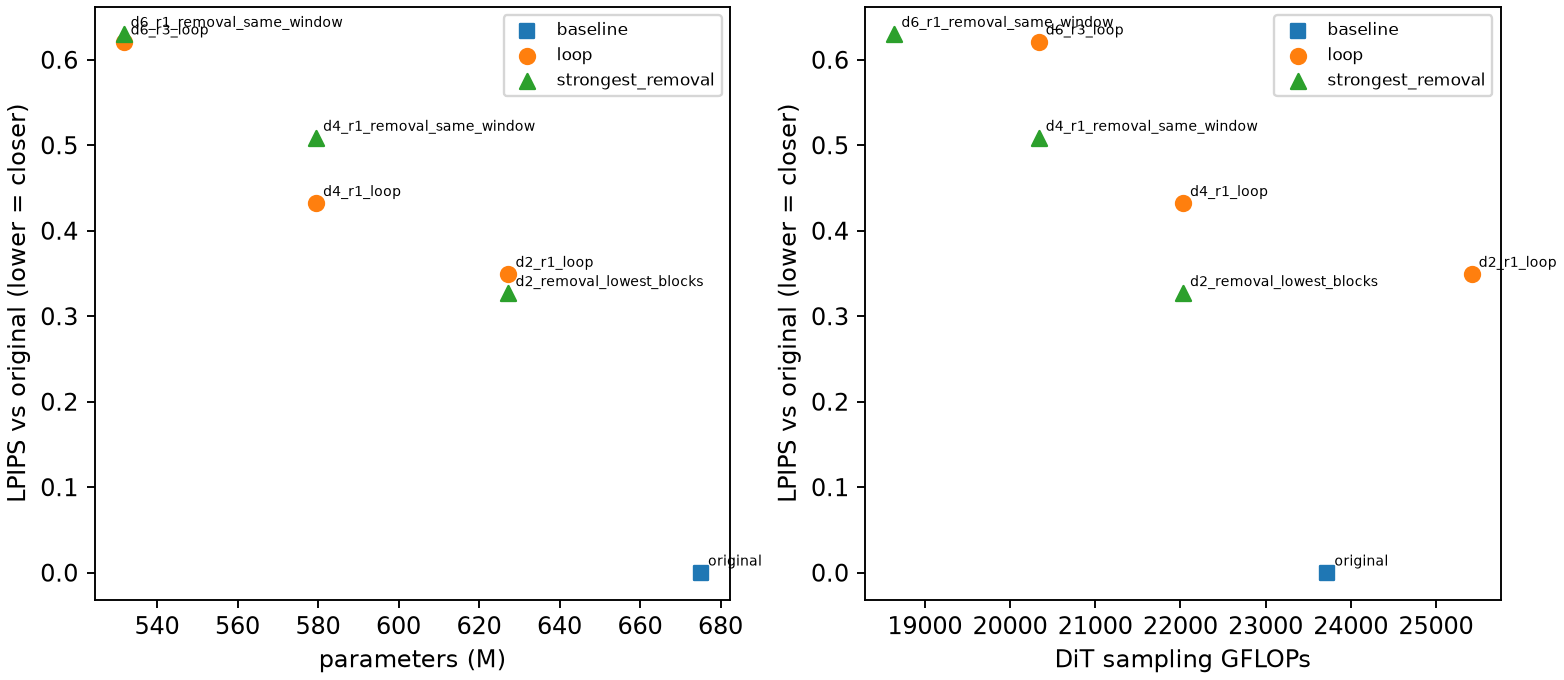 d6_r1_removal_same_window
d6_r3_loop
baseline
loop
strongest_removal
d4_r1_removal_same_window
d4_r1_loop
d2_r1_loop
d2_removal_lowest_blocks
original
0.6
0.5
0.4
0.3
0.2
0.1
0.0
LPIPS vs original (lower = closer)
540 560 580 600 620 640 660 680
parameters (M)
d6_r1_removal_same_window
d6_r3_loop
baseline
loop
strongest_removal
d4_r1_removal_same_window
d4_r1_loop
d2_r1_loop
d2_removal_lowest_blocks
original
0.6
0.5
0.4
0.3
0.2
0.1
0.0
LPIPS vs original (lower = closer)
19000 20000 21000 22000 23000 24000 25000
DiT sampling GFLOPs